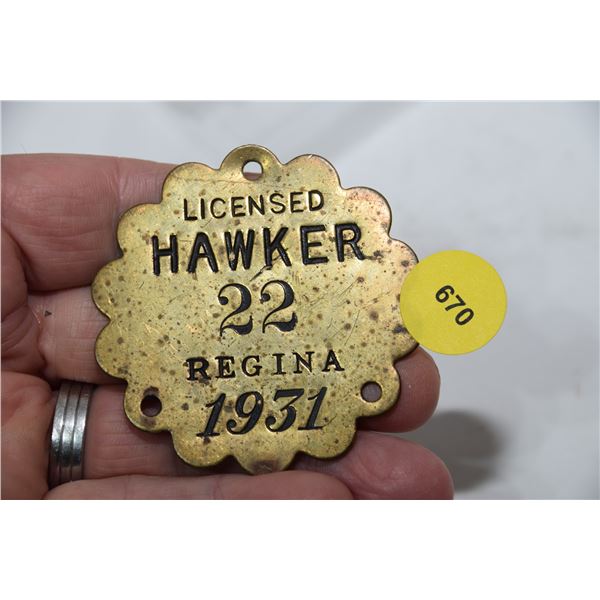 LICENSED
HAWKER
22
REGINA
1931
670